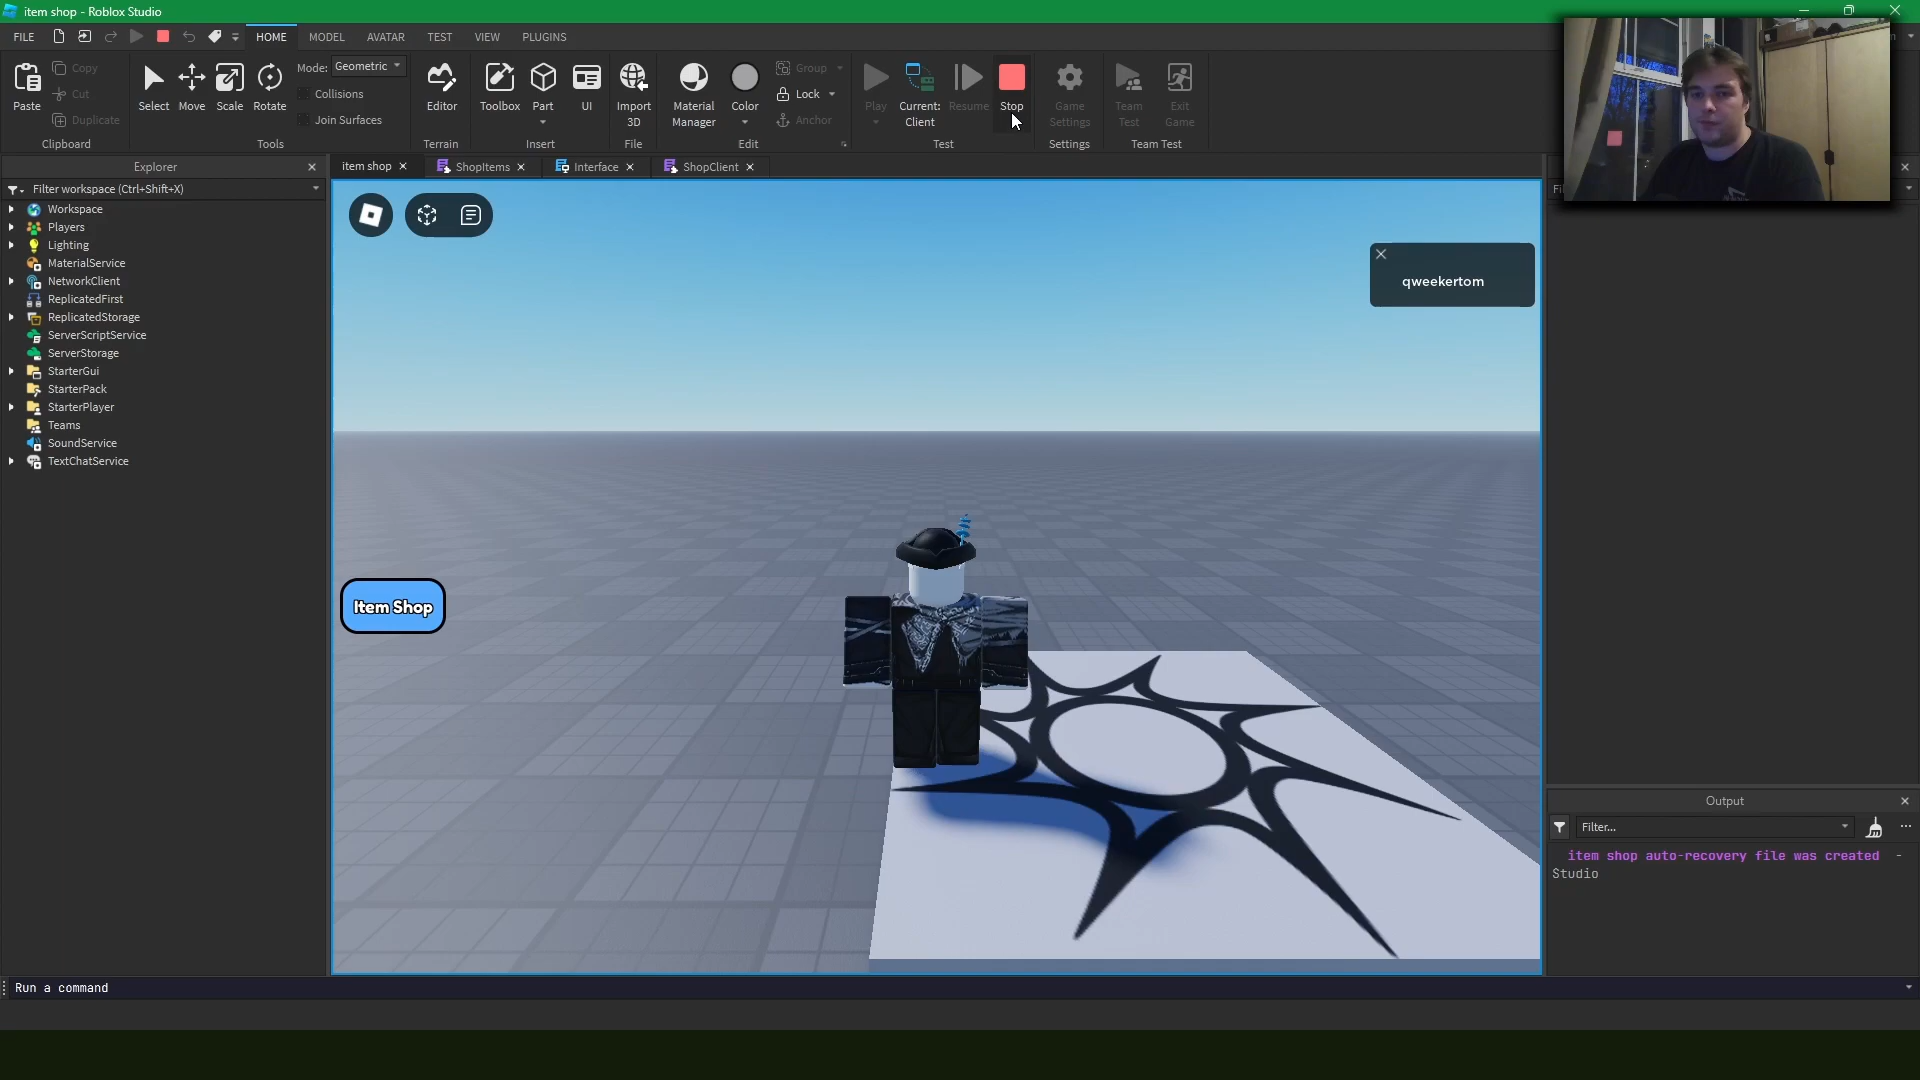 item shop - Roblox Studio
FILE HOME MODEL AVATAR TEST VIEW PLUGINS
Copy
Cut
Duplicate
Paste
Clipboard
Select Move Scale Rotate
Mode: Geometric
Collisions
Join Surfaces
Tools
Editor
Terrain
Toolbox Part UI
Insert
Import
3D
File
Material
Manager
Color
Group
Lock
Anchor
Edit
Play Current:
Client
Resume Stop
Test
Game
Settings
Settings
Team
Test
Exit
Game
Team Test
Explorer
item shop ShopItems Interface ShopClient
Filter workspace (Ctrl+Shift+X)
Workspace
Players
Lighting
MaterialService
NetworkClient
ReplicatedFirst
ReplicatedStorage
ServerScriptService
ServerStorage
StarterGui
StarterPack
StarterPlayer
Teams
SoundService
TextChatService
qweekertom
Item Shop
Output
Filter...
item shop auto-recovery file was created -
Studio
Run a command